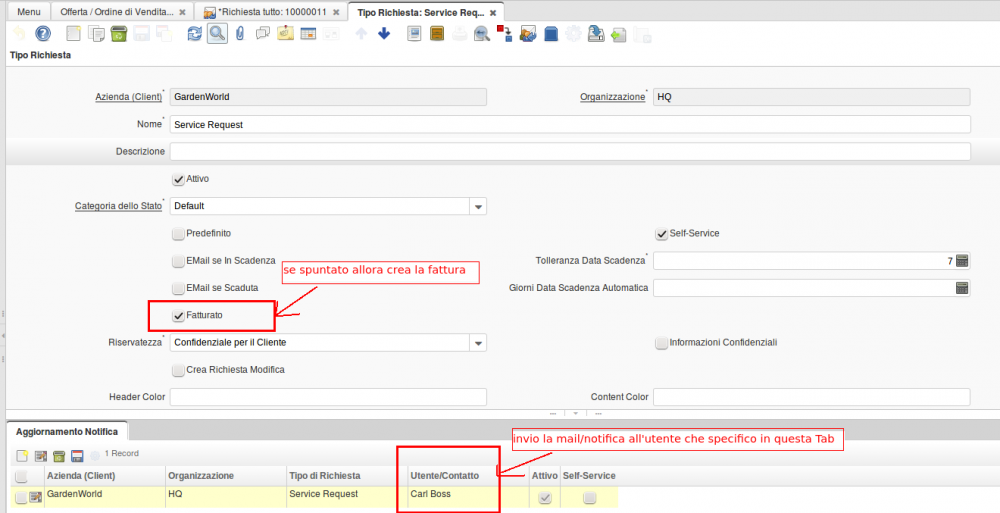 Menu Offerta / Ordine di Vendita... *Richiesta tutto: 10000011 Tipo Richiesta: Service Req...
Tipo Richiesta
Azienda (Client)* GardenWorld Organizzazione* HQ
Nome* Service Request
Descrizione
Attivo
Categoria dello Stato* Default
Predefinito Self-Service
EMail se In Scadenza se spuntato allora crea la fattura Tolleranza Data Scadenza* 7
EMail se Scaduta Giorni Data Scadenza Automatica
Fatturato
Riservatezza* Confidenziale per il Cliente Informazioni Confidenziali
Crea Richiesta Modifica
Header Color Content Color
Aggiornamento Notifica invio la mail/notifica all'utente che specifico in questa Tab
1 Record
Azienda (Client) Organizzazione Tipo di Richiesta Utente/Contatto Attivo Self-Service
GardenWorld HQ Service Request Carl Boss